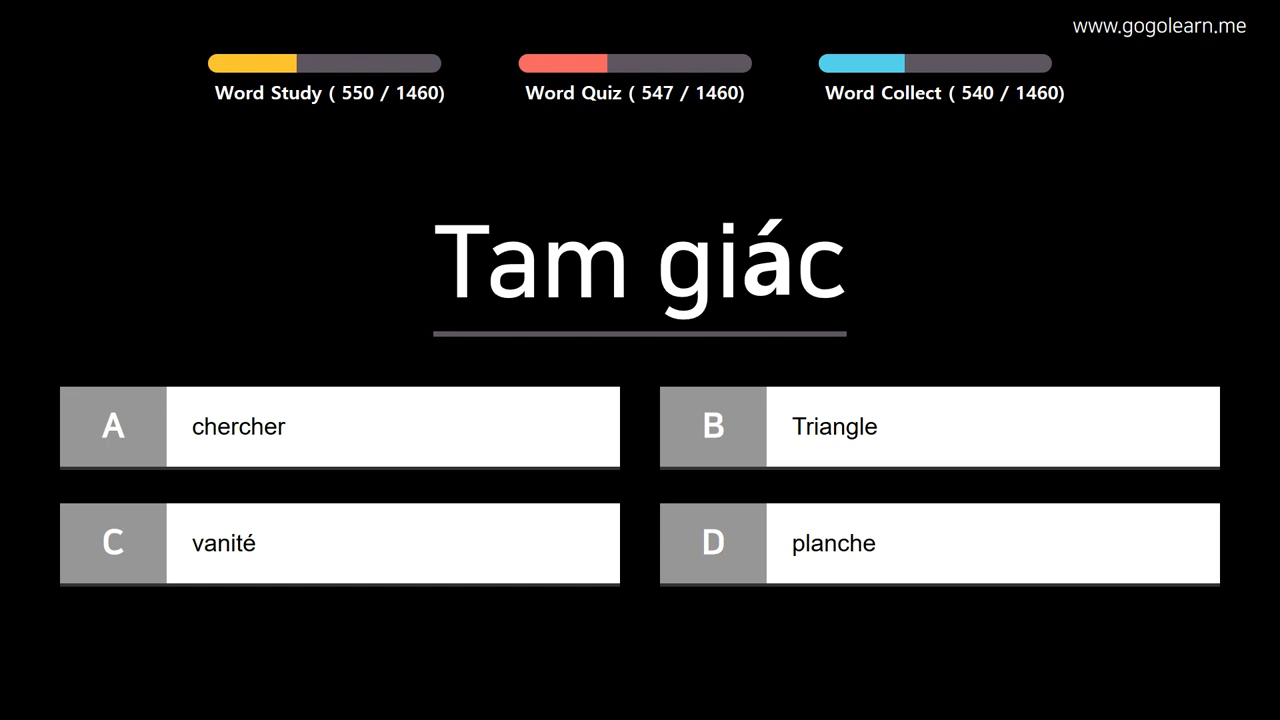 www.gogolearn.me
Word Study ( 550 / 1460)
Word Quiz ( 547 / 1460)
Word Collect ( 540 / 1460)
Tam giác
A chercher
B Triangle
C vanité
D planche